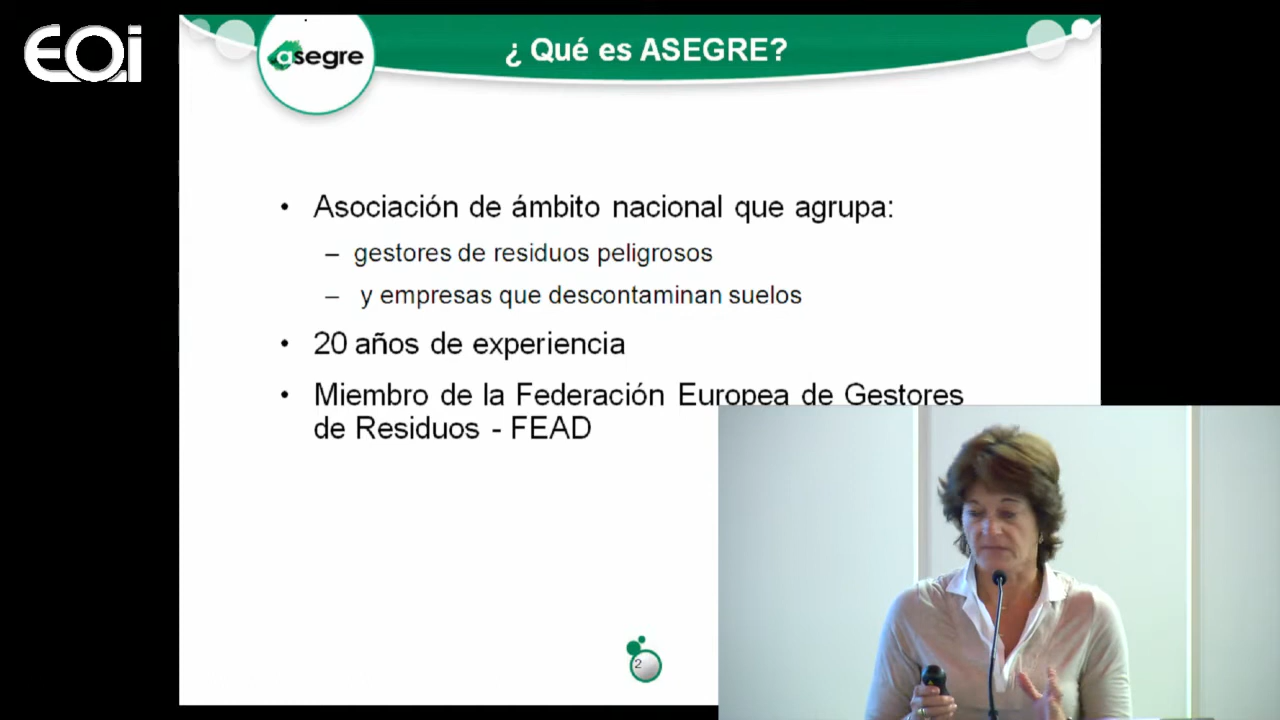 EOi
asegre
¿ Qué es ASEGRE?
• Asociación de ámbito nacional que agrupa:
– gestores de residuos peligrosos
– y empresas que descontaminan suelos
• 20 años de experiencia
• Miembro de la Federación Europea de Gestores
de Residuos - FEAD
2